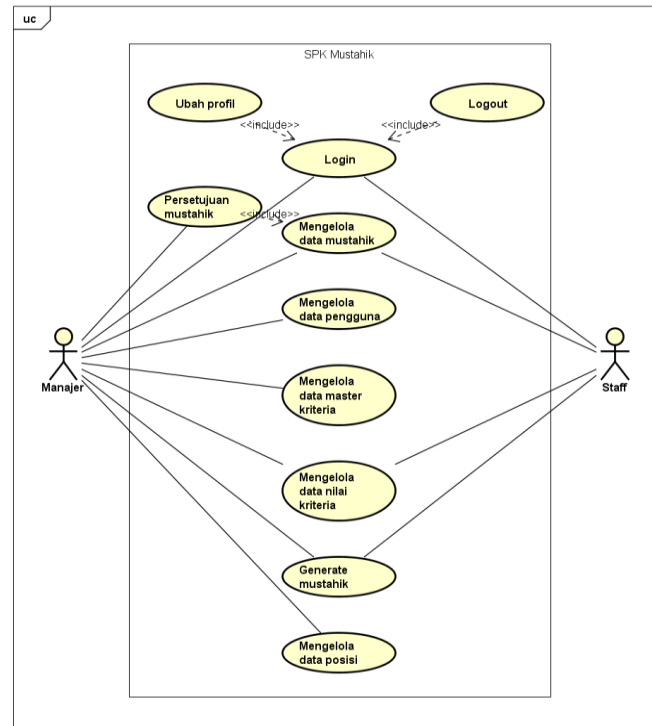 uc
SPK Mustahik
Ubah profil
Logout
<<include>>
<<include>>
Login
Persetujuan
mustahik
<<include>>
Mengelola
data mustahik
Mengelola
data pengguna
Manajer
Staff
Mengelola
data master
kriteria
Mengelola
data nilai
kriteria
Generate
mustahik
Mengelola
data posisi